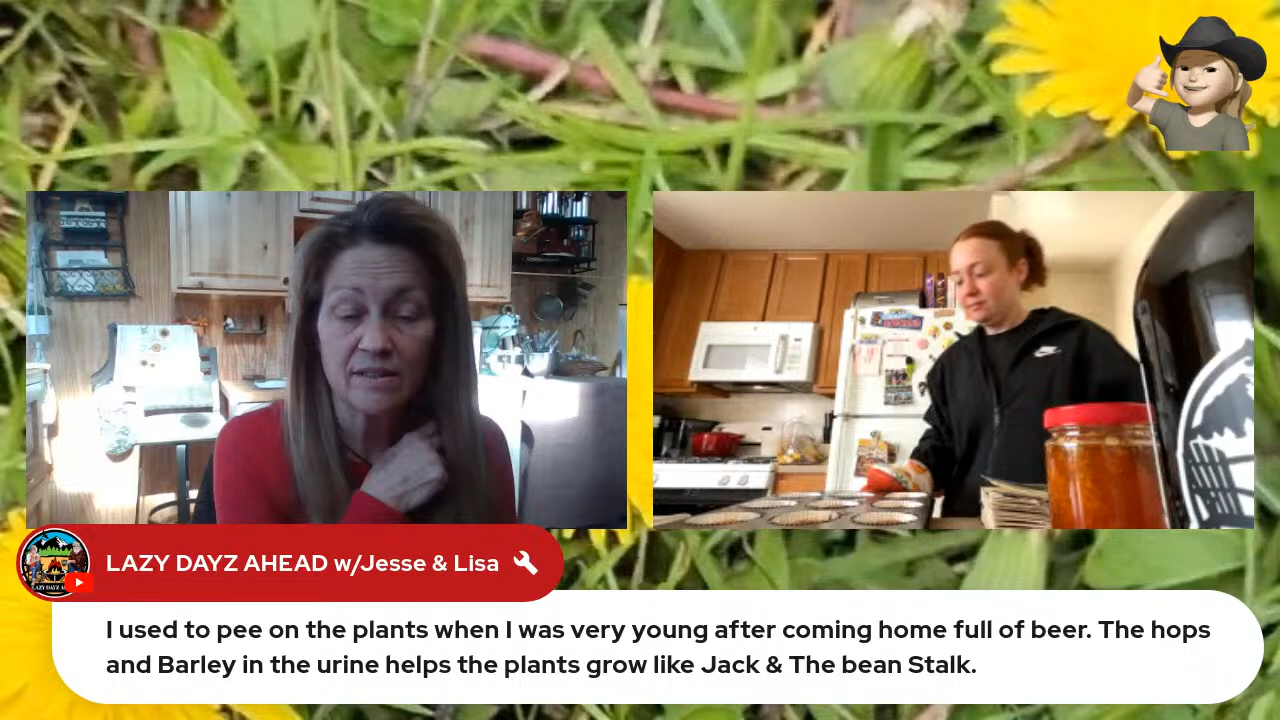 LAZY DAYZ AHEAD w/Jesse & Lisa
I used to pee on the plants when I was very young after coming home full of beer. The hops
and Barley in the urine helps the plants grow like Jack & The bean Stalk.